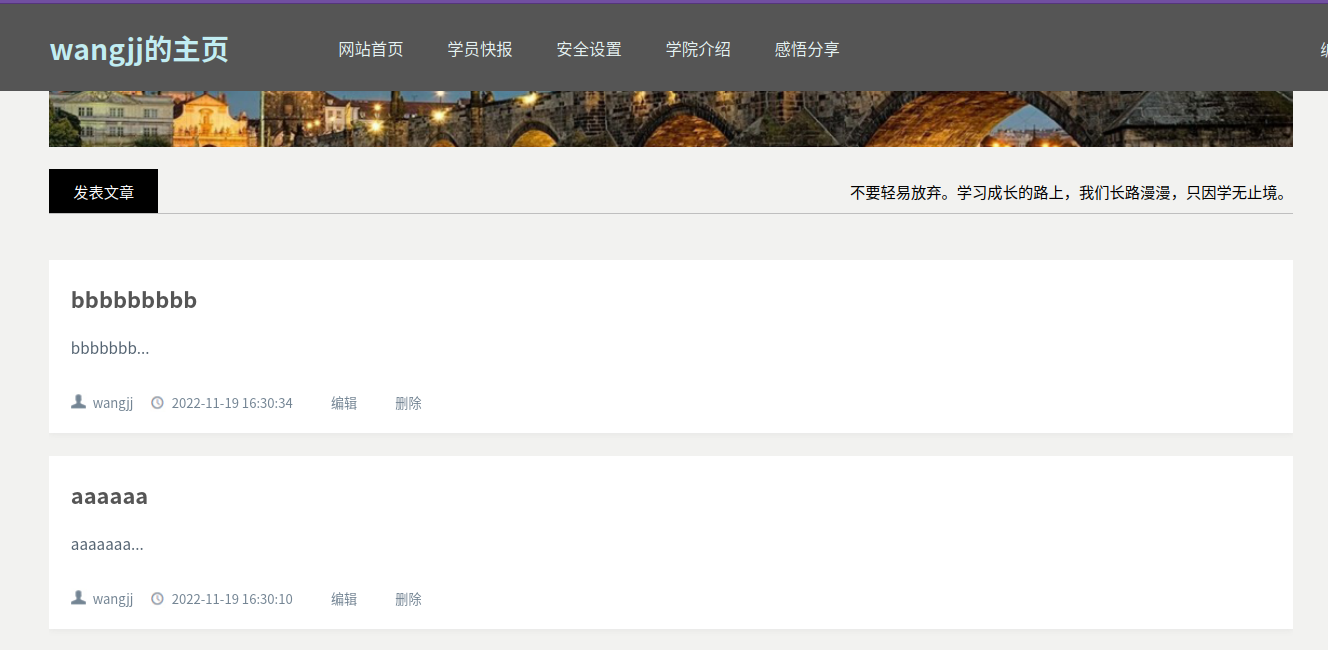 wangjj的主页 网站首页 学员快报 安全设置 学院介绍 感悟分享
发表文章 不要轻易放弃。学习成长的路上，我们长路漫漫，只因学无止境。
bbbbbbbbb
bbbbbbb...
wangjj 2022-11-19 16:30:34 编辑 删除
aaaaaa
aaaaaaa...
wangjj 2022-11-19 16:30:10 编辑 删除